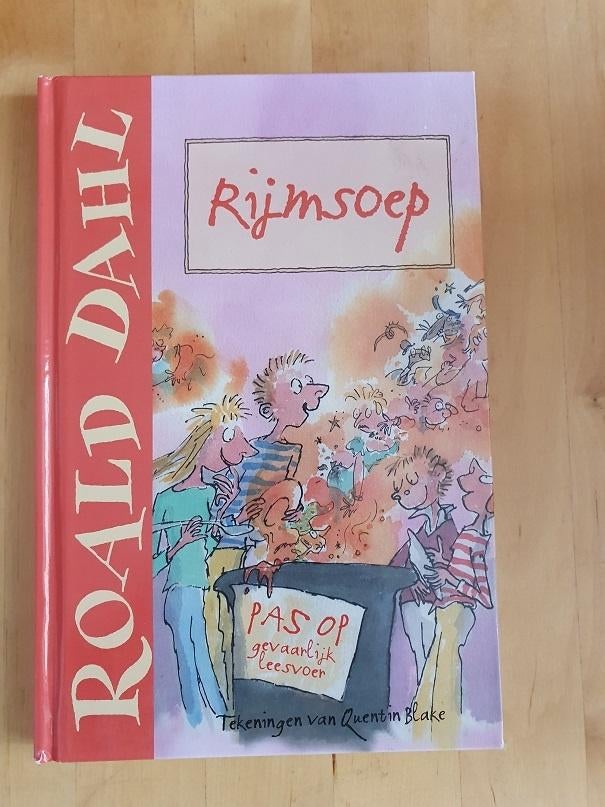 ROALD DAHL
Rijmsoep
PAS OP
gevaarlijk
leesvoer
Tekeningen van Quentin Blake